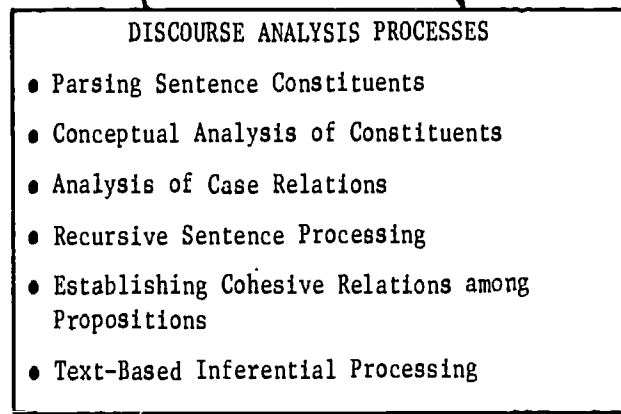 DISCOURSE ANALYSIS PROCESSES
• Parsing Sentence Constituents
• Conceptual Analysis of Constituents
• Analysis of Case Relations
• Recursive Sentence Processing
• Establishing Cohesive Relations among
Propositions
• Text-Based Inferential Processing